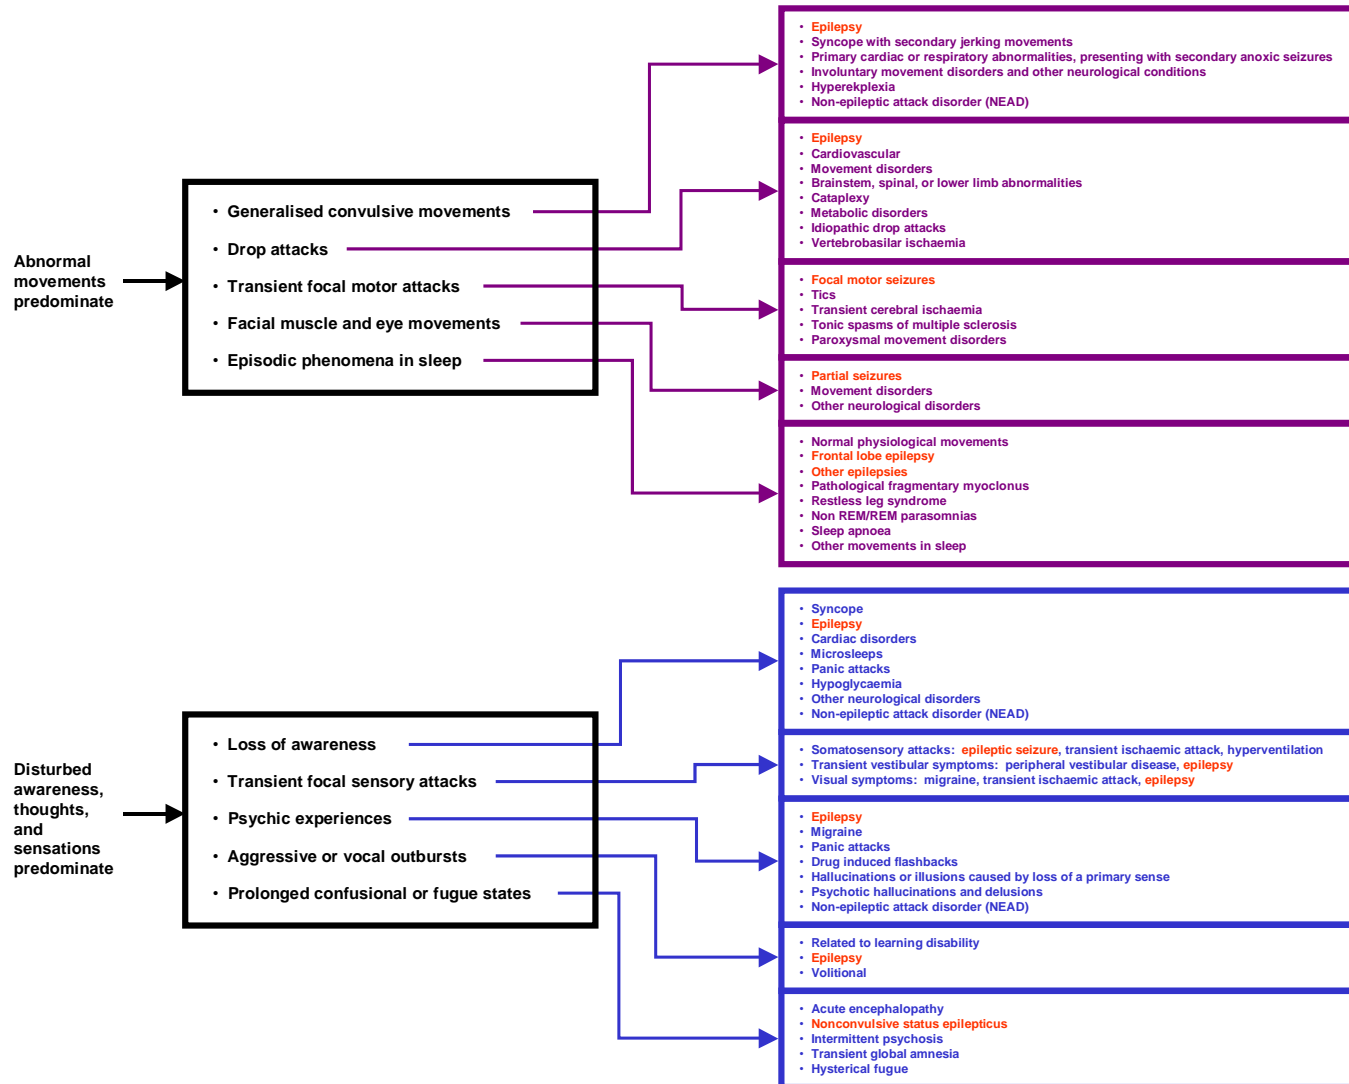 Abnormal
movements
predominate
• Generalised convulsive movements
• Drop attacks
• Transient focal motor attacks
• Facial muscle and eye movements
• Episodic phenomena in sleep
• Epilepsy
• Syncope with secondary jerking movements
• Primary cardiac or respiratory abnormalities, presenting with secondary anoxic seizures
• Involuntary movement disorders and other neurological conditions
• Hyperekplexia
• Non-epileptic attack disorder (NEAD)
• Epilepsy
• Cardiovascular
• Movement disorders
• Brainstem, spinal, or lower limb abnormalities
• Cataplexy
• Metabolic disorders
• Idiopathic drop attacks
• Vertebrobasilar ischaemia
• Focal motor seizures
• Tics
• Transient cerebral ischaemia
• Tonic spasms of multiple sclerosis
• Paroxysmal movement disorders
• Partial seizures
• Movement disorders
• Other neurological disorders
• Normal physiological movements
• Frontal lobe epilepsy
• Other epilepsies
• Pathological fragmentary myoclonus
• Restless leg syndrome
• Non REM/REM parasomnias
• Sleep apnoea
• Other movements in sleep
Disturbed
awareness,
thoughts,
and
sensations
predominate
• Loss of awareness
• Transient focal sensory attacks
• Psychic experiences
• Aggressive or vocal outbursts
• Prolonged confusional or fugue states
• Syncope
• Epilepsy
• Cardiac disorders
• Microsleeps
• Panic attacks
• Hypoglycaemia
• Other neurological disorders
• Non-epileptic attack disorder (NEAD)
• Somatosensory attacks: epileptic seizure, transient ischaemic attack, hyperventilation
• Transient vestibular symptoms: peripheral vestibular disease, epilepsy
• Visual symptoms: migraine, transient ischaemic attack, epilepsy
• Epilepsy
• Migraine
• Panic attacks
• Drug induced flashbacks
• Hallucinations or illusions caused by loss of a primary sense
• Psychotic hallucinations and delusions
• Non-epileptic attack disorder (NEAD)
• Related to learning disability
• Epilepsy
• Volitional
• Acute encephalopathy
• Nonconvulsive status epilepticus
• Intermittent psychosis
• Transient global amnesia
• Hysterical fugue